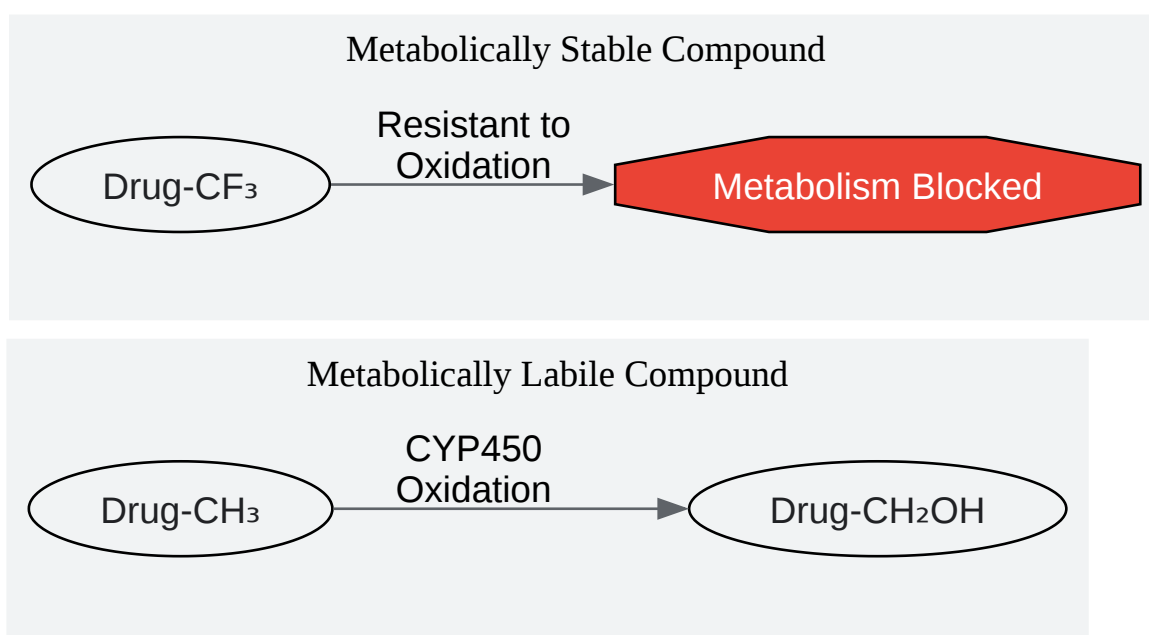 Metabolically Stable Compound
Resistant to
Oxidation
Drug-CF₃
Metabolism Blocked
Metabolically Labile Compound
CYP450
Oxidation
Drug-CH₃
Drug-CH₂OH